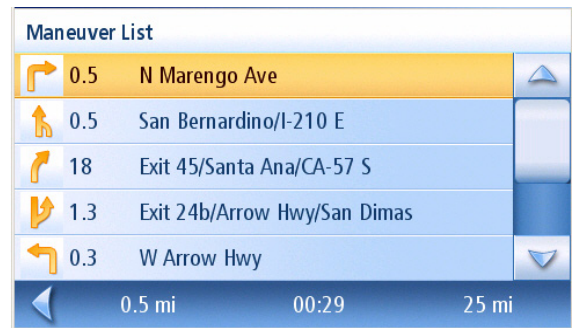 Maneuver List
0.5 N Marengo Ave
0.5 San Bernardino/I-210 E
18 Exit 45/Santa Ana/CA-57 S
1.3 Exit 24b/Arrow Hwy/San Dimas
0.3 W Arrow Hwy
0.5 mi 00:29 25 mi